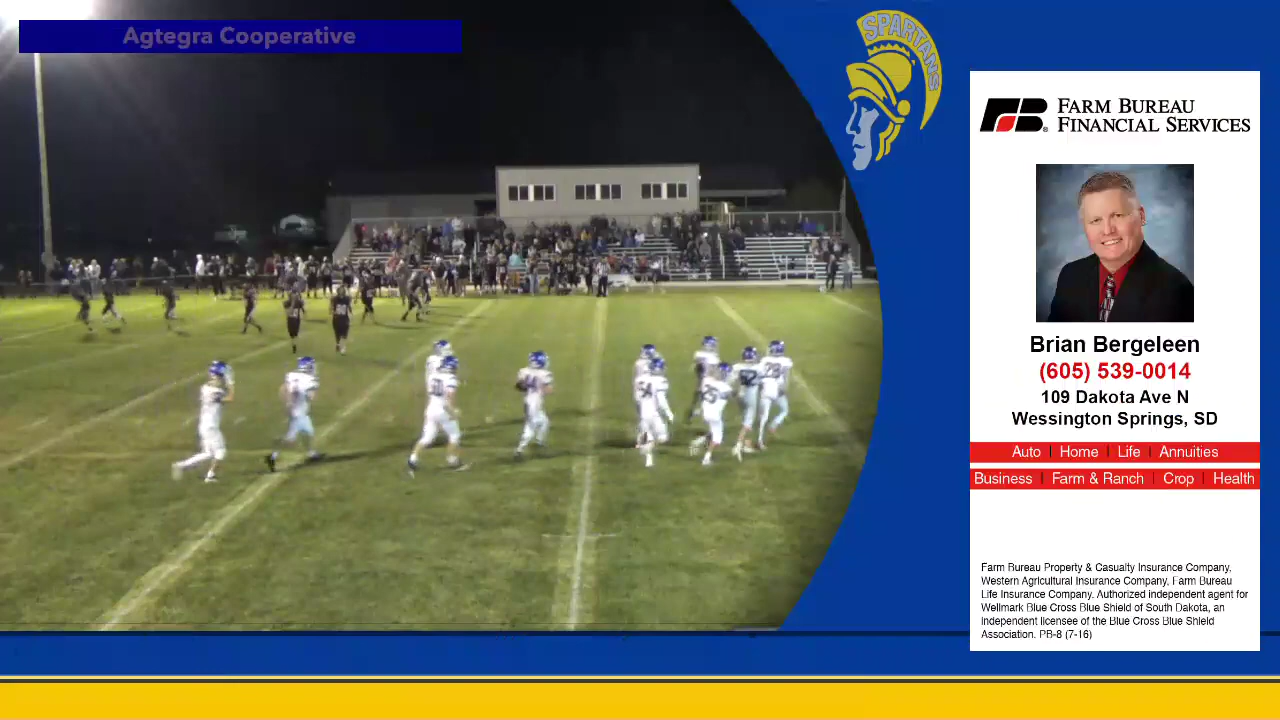 Agtegra Cooperative
SPARTANS
FB FARM BUREAU
FINANCIAL SERVICES
Brian Bergeleen
(605) 539-0014
109 Dakota Ave N
Wessington Springs, SD
Auto | Home | Life | Annuities
Business | Farm & Ranch | Crop | Health
Farm Bureau Property & Casualty Insurance Company,
Western Agricultural Insurance Company, Farm Bureau
Life Insurance Company. Authorized independent agent for
Wellmark Blue Cross Blue Shield of South Dakota, an
independent licensee of the Blue Cross Blue Shield
Association. PB-8 (7-16)
54